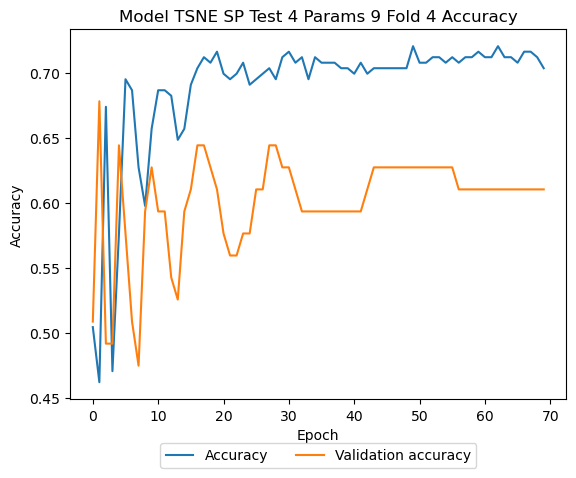 Model TSNE SP Test 4 Params 9 Fold 4 Accuracy
Accuracy
0.70
0.65
0.60
0.55
0.50
0.45
0 10 20 30 40 50 60 70
Epoch
Accuracy Validation accuracy